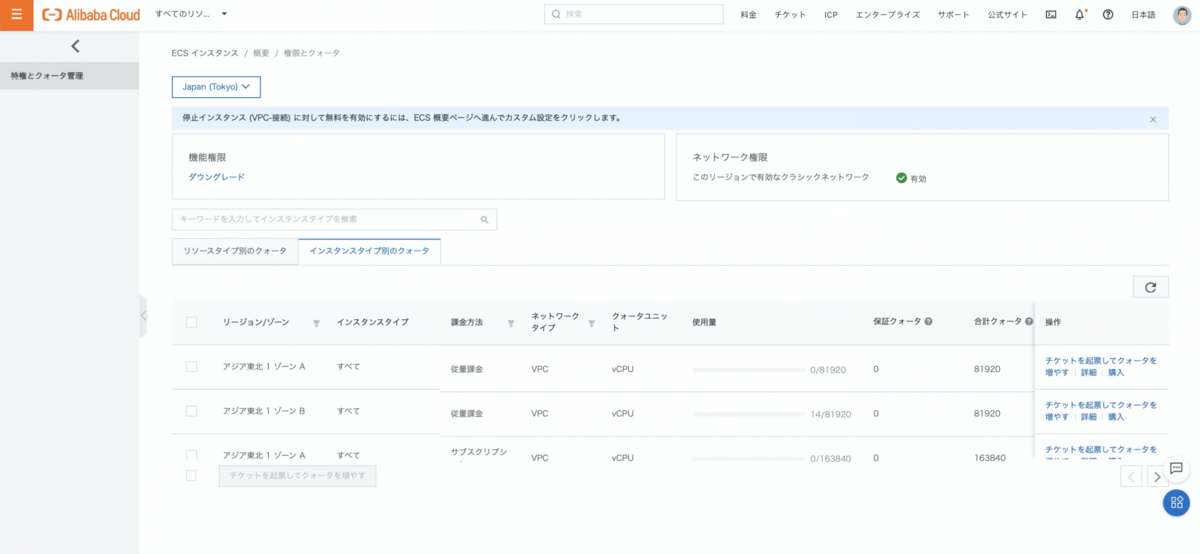 Alibaba Cloud
すべてのリソ...
検索
料金
チケット
ICP
エンタープライズ
サポート
公式サイト
日本語
特権とクォータ管理
ECS インスタンス / 概要 / 権限とクォータ
Japan (Tokyo)
停止インスタンス (VPC-接続) に対して無料を有効にするには、ECS 概要ページへ進んでカスタム設定をクリックします。
機能権限
ダウングレード
ネットワーク権限
このリージョンで有効なクラシックネットワーク
有効
キーワードを入力してインスタンスタイプを検索
リソースタイプ別のクォータ
インスタンスタイプ別のクォータ
リージョン/ゾーン
インスタンスタイプ
課金方法
ネットワーク
タイプ
クォータユニッ
ト
使用量
保証クォータ
合計クォータ
操作
アジア東北 1 ゾーン A
すべて
従量課金
VPC
vCPU
0/81920
0
81920
チケットを起票してクォータを
増やす | 詳細 | 購入
アジア東北 1 ゾーン B
すべて
従量課金
VPC
vCPU
14/81920
0
81920
チケットを起票してクォータを
増やす | 詳細 | 購入
アジア東北 1 ゾーン A
すべて
サブスクリプシ
VPC
vCPU
0/163840
0
163840
チケットを起票してクォータを
チケットを起票してクォータを増やす